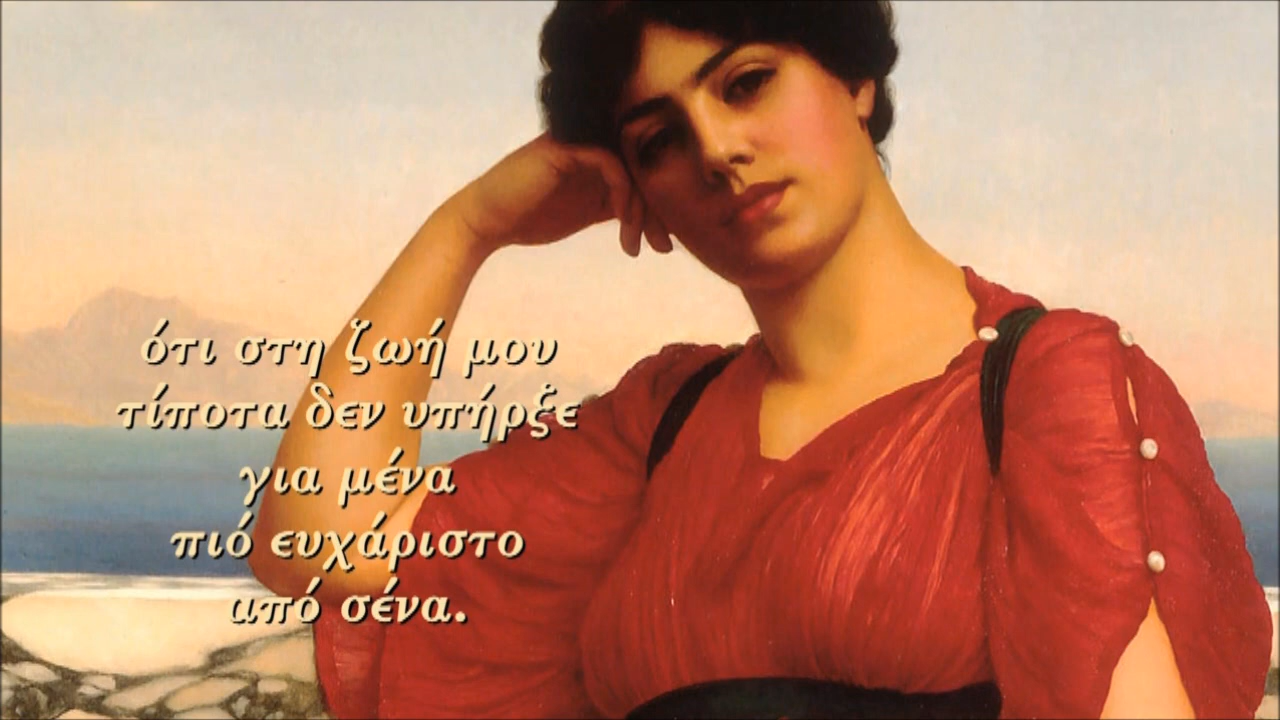 ότι στη ζωή μου
τίποτα δεν υπήρξε
για μένα
πιό ευχάριστο
από σένα.